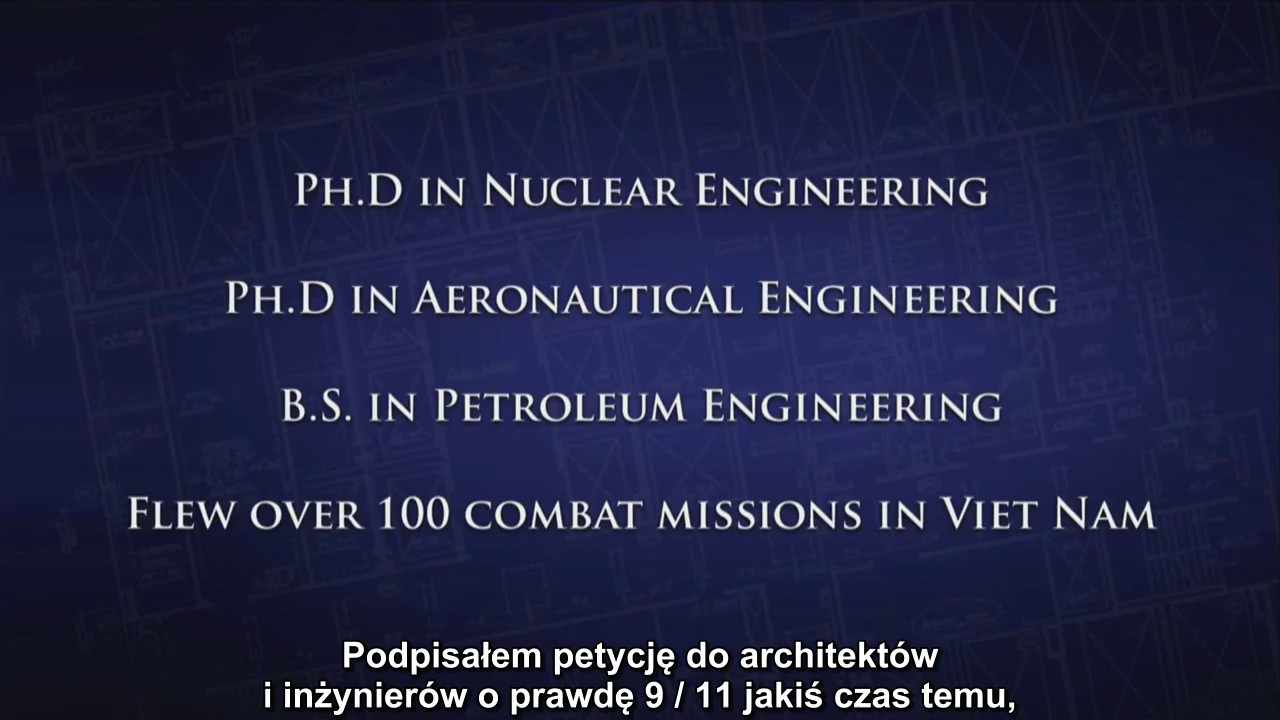 Ph.D in Nuclear Engineering
Ph.D in Aeronautical Engineering
B.S. in Petroleum Engineering
Flew over 100 combat missions in Viet Nam
Podpisałem petycję do architektów
i inżynierów o prawdę 9 / 11 jakiś czas temu,